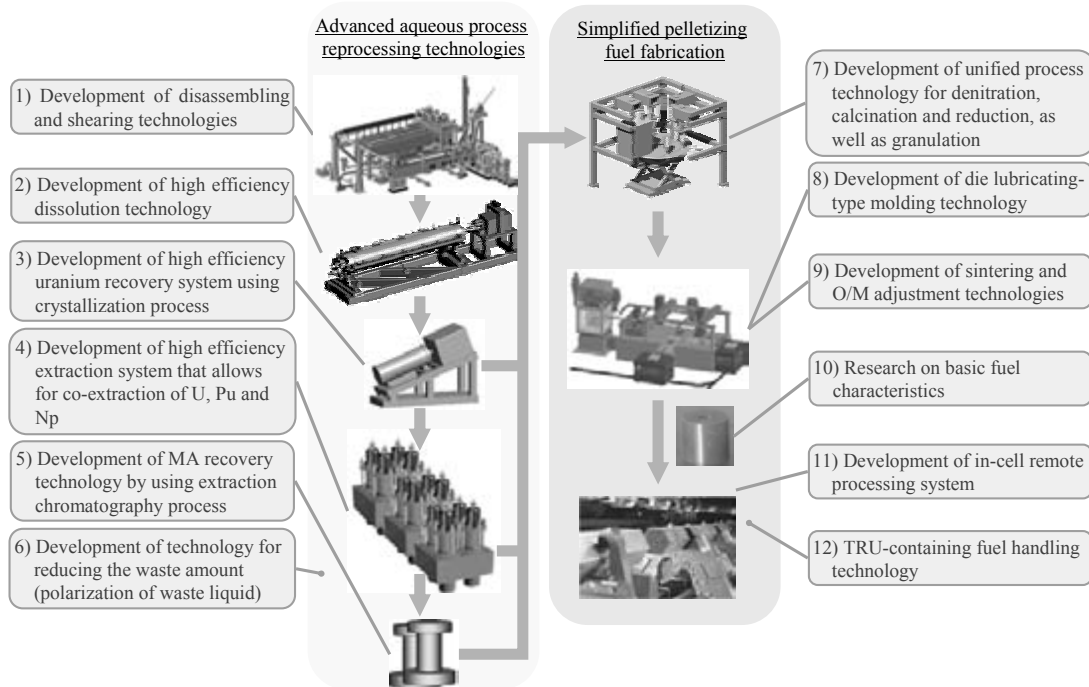 Advanced aqueous process
reprocessing technologies
1) Development of disassembling
and shearing technologies
2) Development of high efficiency
dissolution technology
3) Development of high efficiency
uranium recovery system using
crystallization process
4) Development of high efficiency
extraction system that allows
for co-extraction of U, Pu and
Np
5) Development of MA recovery
technology by using extraction
chromatography process
6) Development of technology for
reducing the waste amount
(polarization of waste liquid)
Simplified pelletizing
fuel fabrication
7) Development of unified process
technology for denitration,
calcination and reduction, as
well as granulation
8) Development of die lubricating-
type molding technology
9) Development of sintering and
O/M adjustment technologies
10) Research on basic fuel
characteristics
11) Development of in-cell remote
processing system
12) TRU-containing fuel handling
technology